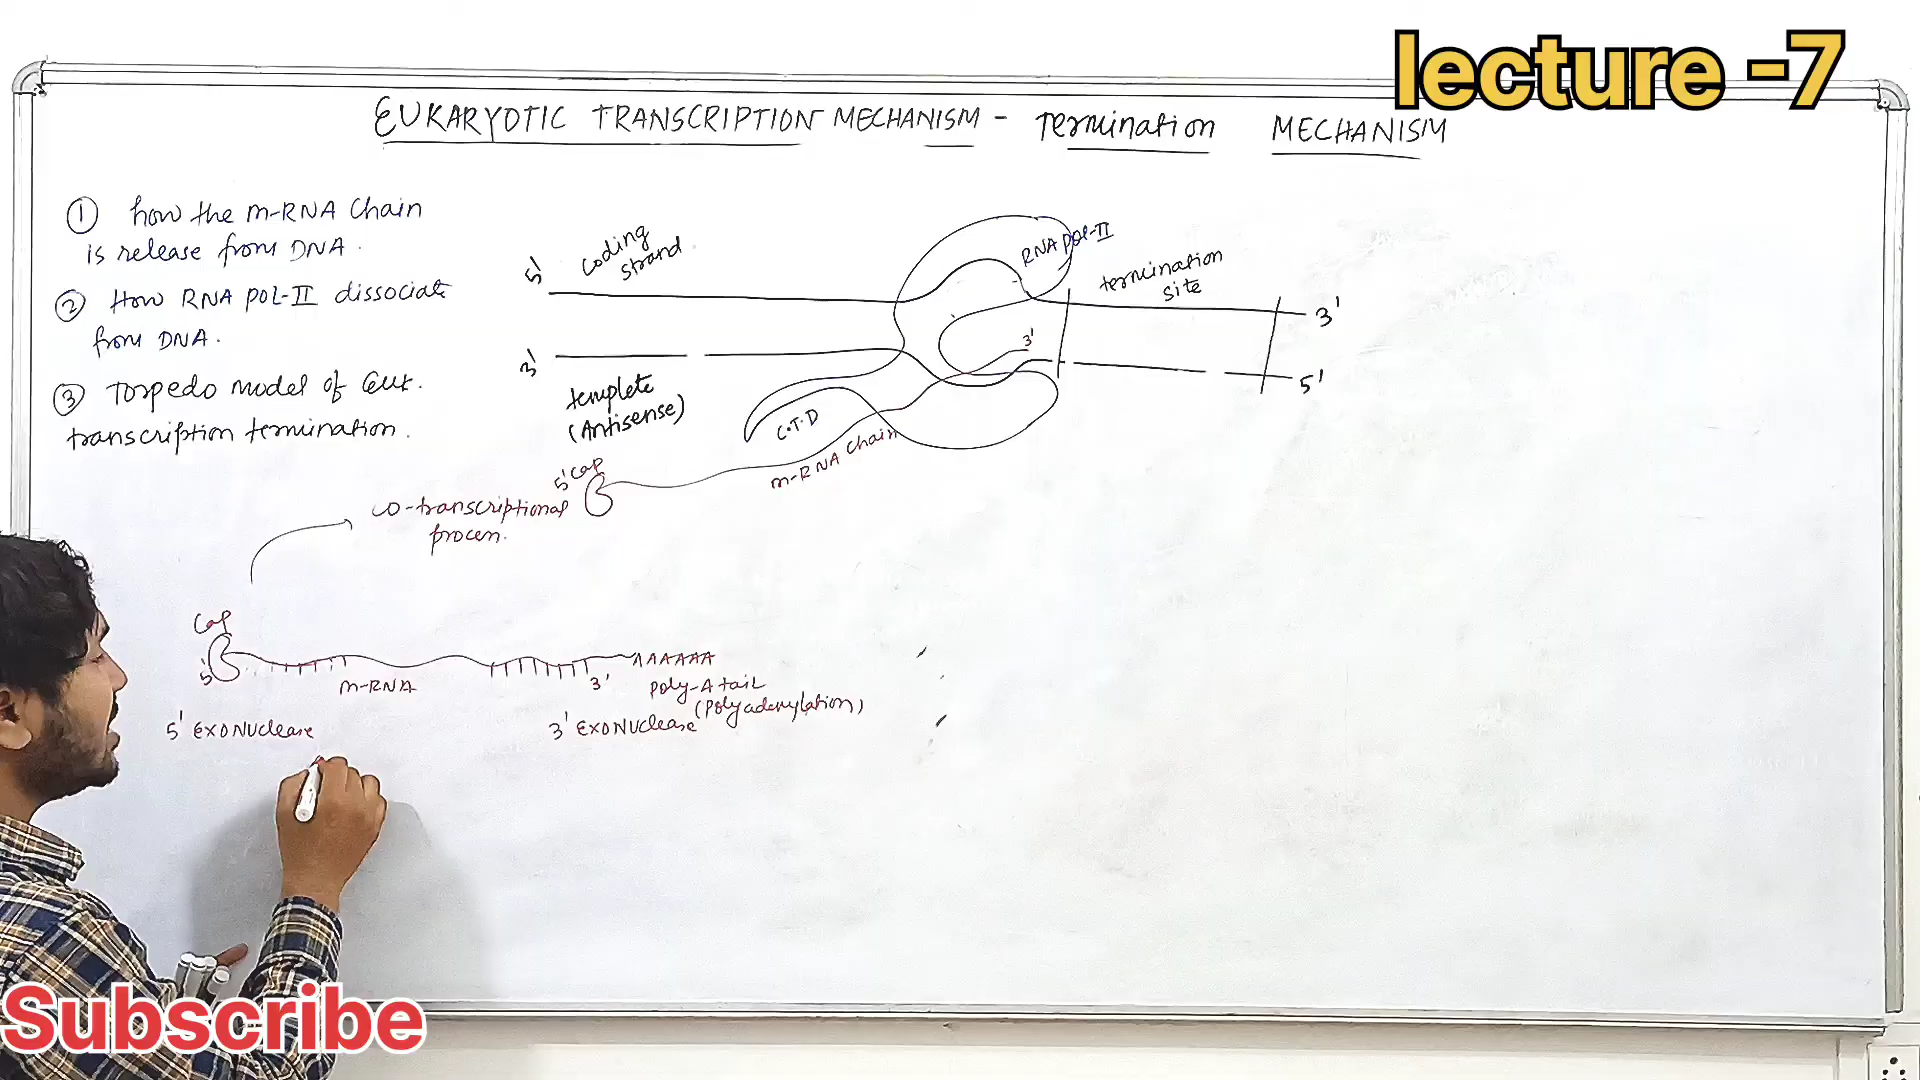 lecture -7
EUKARYOTIC TRANSCRIPTION MECHANISM - Termination MECHANISM
① how the m-RNA Chain
is release from DNA.
② How RNA pol-II dissociate
from DNA.
③ Torpedo model of Euk.
transcription termination.
5' coding
strand
RNA pol-II
termination
site
3'
3'
3'
5'
templete
(Antisense)
C.T.D
m-RNA Chain
5' cap
co-transcriptional
process.
Cap
5'
m-RNA
3'
AAAAAA
poly-A tail
(polyadenylation)
5' Exonuclease
3' Exonuclease
Subscribe